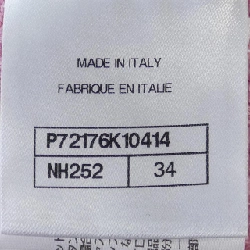 MADE IN ITALY
FABRIQUE EN ITALIE
P72176K10414
NH252 34